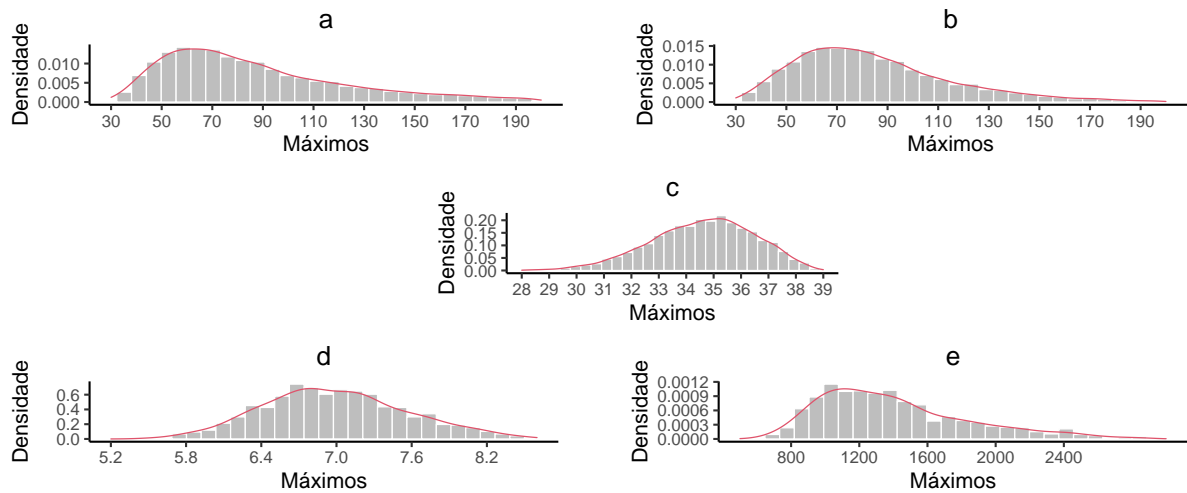 a
Densidade
0.010
0.005
0.000
30 50 70 90 110 130 150 170 190
Máximos
b
Densidade
0.015
0.010
0.005
0.000
30 50 70 90 110 130 150 170 190
Máximos
c
Densidade
0.20
0.15
0.10
0.05
0.00
28 29 30 31 32 33 34 35 36 37 38 39
Máximos
d
Densidade
0.6
0.4
0.2
0.0
5.2 5.8 6.4 7.0 7.6 8.2
Máximos
e
Densidade
0.0012
0.0009
0.0006
0.0003
0.0000
800 1200 1600 2000 2400
Máximos